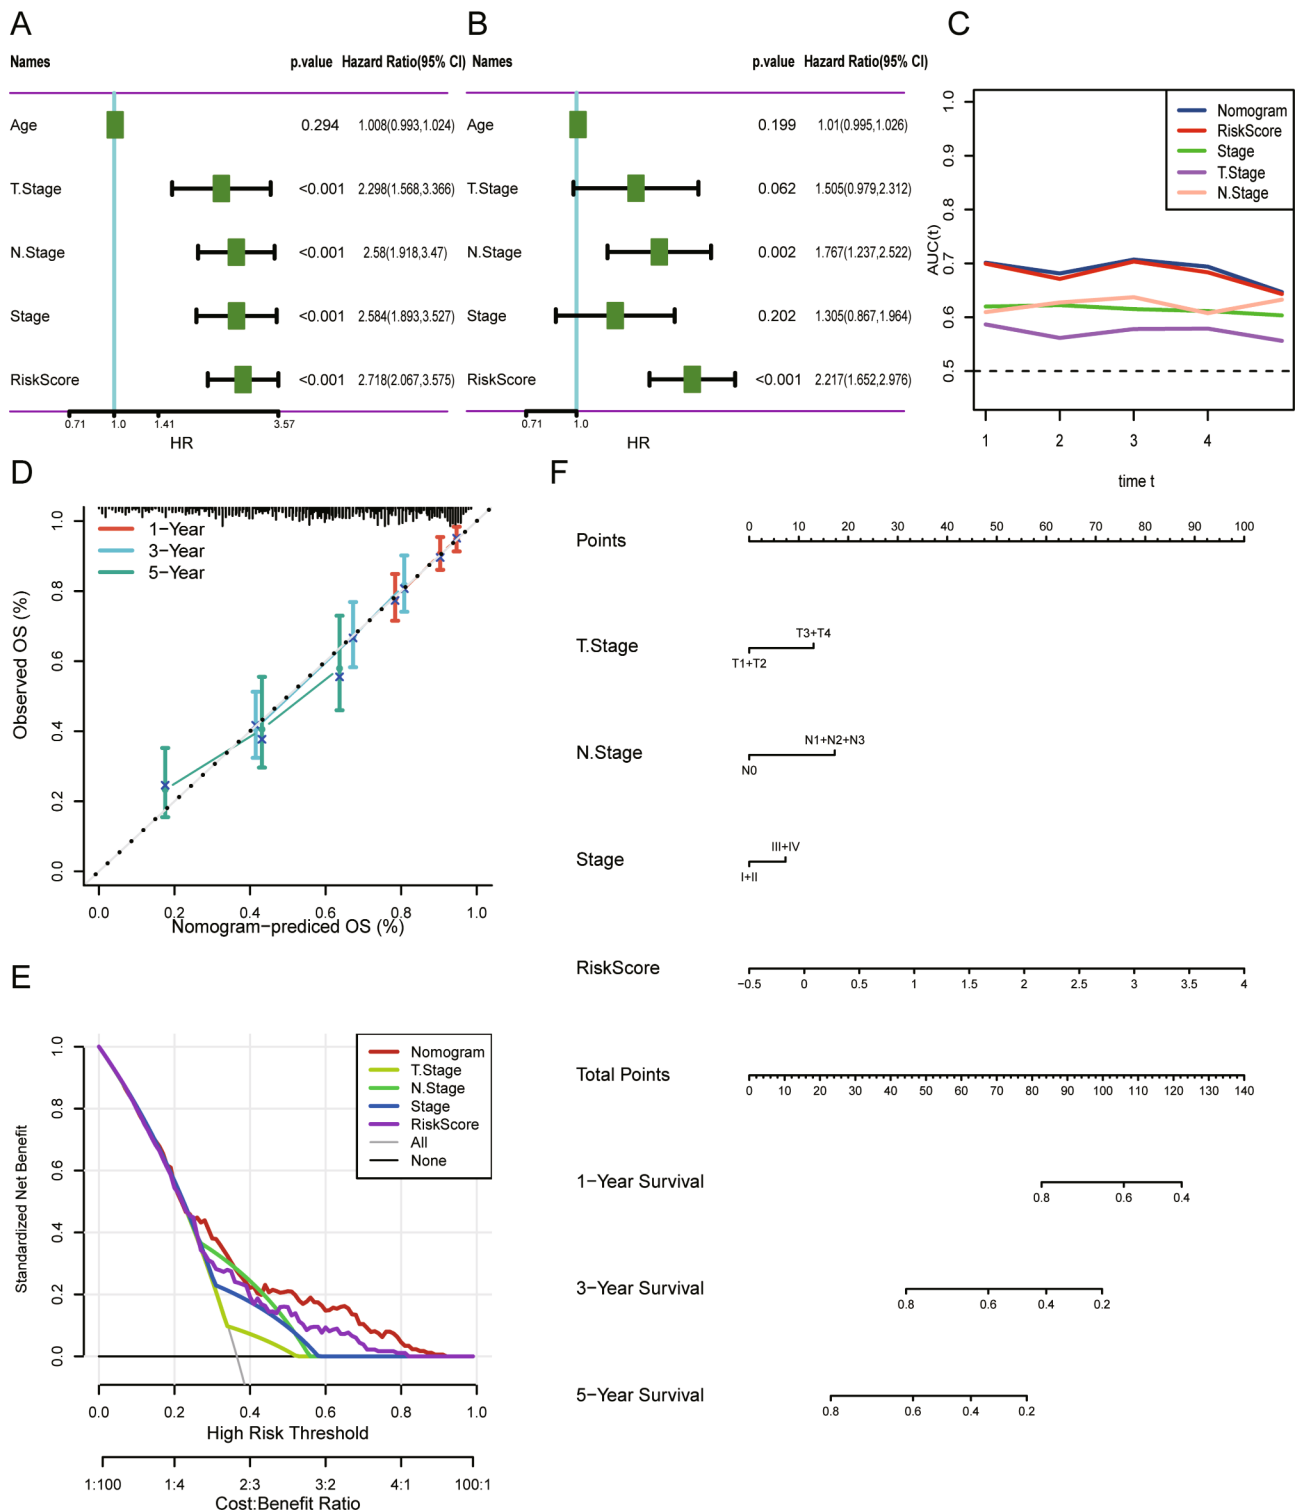 A
Names p.value Hazard Ratio(95% CI)
Age 0.294 1.008(0.993,1.024)
T.Stage <0.001 2.298(1.568,3.366)
N.Stage <0.001 2.58(1.918,3.47)
Stage <0.001 2.584(1.893,3.527)
RiskScore <0.001 2.718(2.067,3.575)
0.71 1.0 1.41 3.57
HR
B
Names p.value Hazard Ratio(95% CI)
Age 0.199 1.01(0.995,1.026)
T.Stage 0.062 1.505(0.979,2.312)
N.Stage 0.002 1.767(1.237,2.522)
Stage 0.202 1.305(0.867,1.964)
RiskScore <0.001 2.217(1.652,2.976)
0.71 1.0
HR
C
Nomogram
RiskScore
Stage
T.Stage
N.Stage
AUC(t)
1.0
0.9
0.8
0.7
0.6
0.5
1 2 3 4
time t
D
1−Year
3−Year
5−Year
Observed OS (%)
1.0
0.8
0.6
0.4
0.2
0.0
0.0 0.2 0.4 0.6 0.8 1.0
Nomogram−prediced OS (%)
E
Nomogram
T.Stage
N.Stage
Stage
RiskScore
All
None
Standardized Net Benefit
1.0
0.8
0.6
0.4
0.2
0.0
0.0 0.2 0.4 0.6 0.8 1.0
High Risk Threshold
1:100 1:4 2:3 3:2 4:1 100:1
Cost:Benefit Ratio
F
Points 0 10 20 30 40 50 60 70 80 90 100
T3+T4
T.Stage
T1+T2
N1+N2+N3
N.Stage
N0
III+IV
Stage
I+II
RiskScore
−0.5 0 0.5 1 1.5 2 2.5 3 3.5 4
Total Points
0 10 20 30 40 50 60 70 80 90 100 110 120 130 140
1−Year Survival
0.8 0.6 0.4
3−Year Survival
0.8 0.6 0.4 0.2
5−Year Survival
0.8 0.6 0.4 0.2